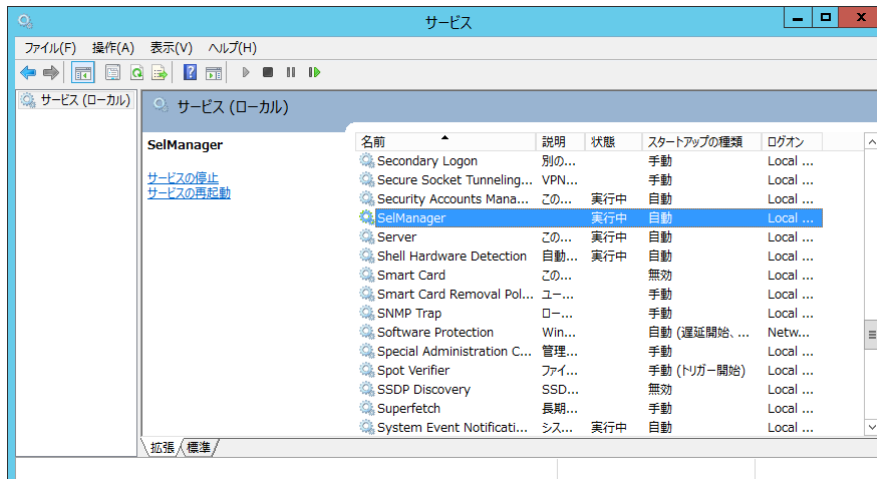 サービス
ファイル(F) 操作(A) 表示(V) ヘルプ(H)
サービス (ローカル)
サービス (ローカル)
SelManager
サービスの停止
サービスの再起動
名前 説明 状態 スタートアップの種類 ログオン
Secondary Logon 別の... 手動 Local ...
Secure Socket Tunneling... VPN... 手動 Local ...
Security Accounts Mana... この... 実行中 自動 Local ...
SelManager 実行中 自動 Local ...
Server この... 実行中 自動 Local ...
Shell Hardware Detection 自動... 実行中 自動 Local ...
Smart Card この... 無効 Local ...
Smart Card Removal Pol... ユー... 手動 Local ...
SNMP Trap ロー... 手動 Local ...
Software Protection Win... 自動 (遅延開始、... Netw...
Special Administration C... 管理... 手動 Local ...
Spot Verifier ファイ... 手動 (トリガー開始) Local ...
SSDP Discovery SSD... 無効 Local ...
Superfetch 長期... 手動 Local ...
System Event Notificati... シス... 実行中 自動 Local ...
拡張 標準